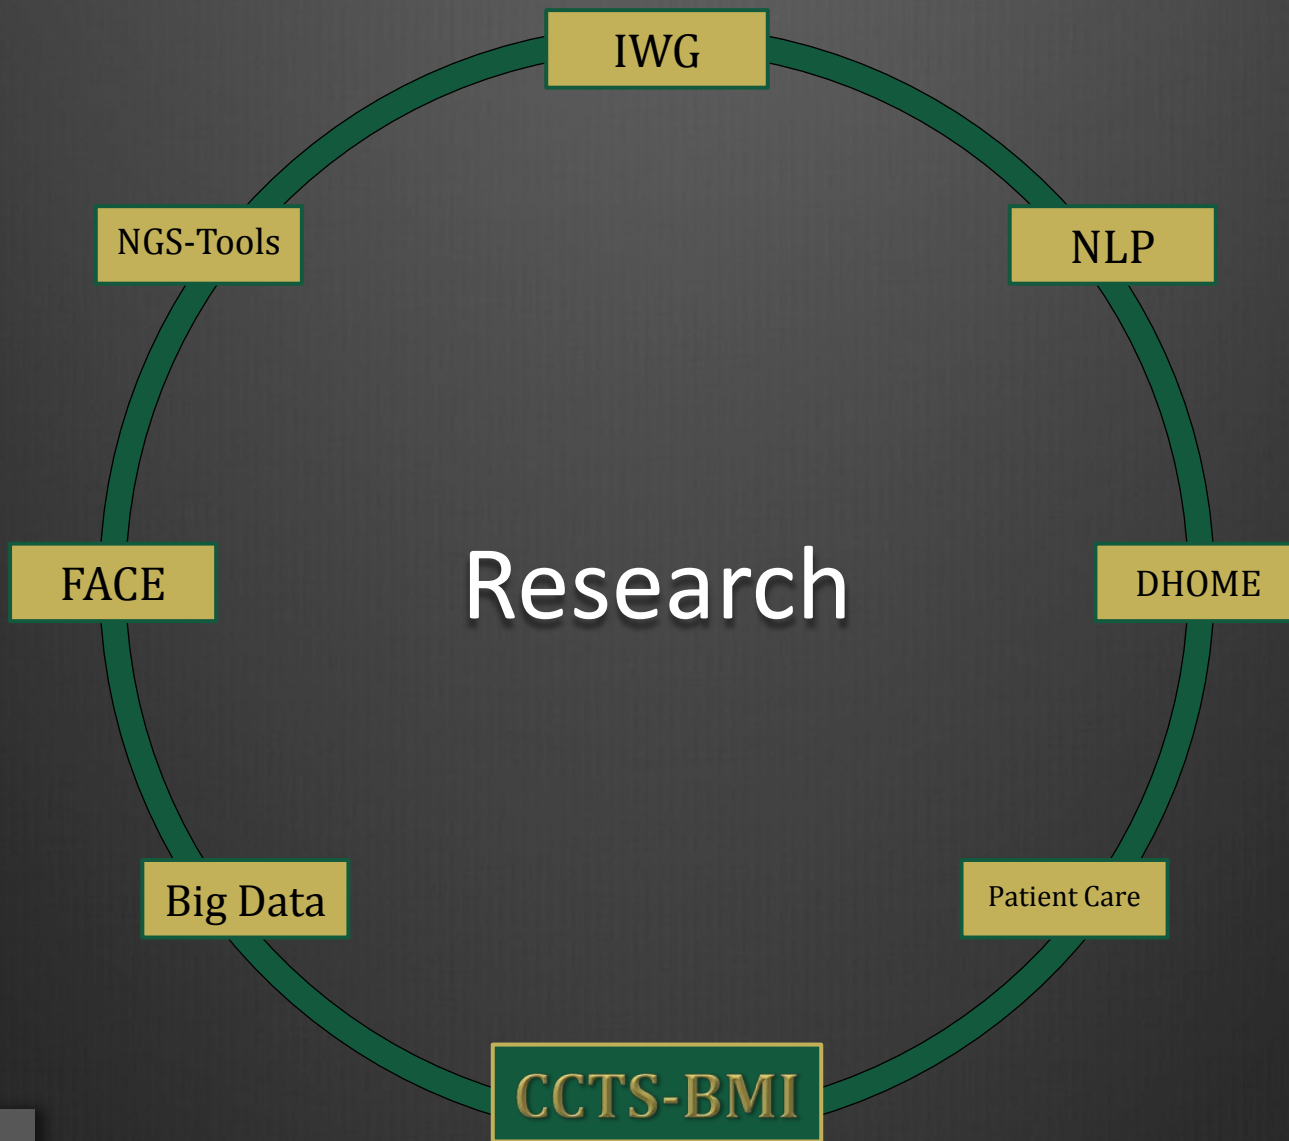 IWG
NGS-Tools
NLP
FACE
Research
DHOME
Big Data
Patient Care
CCTS-BMI